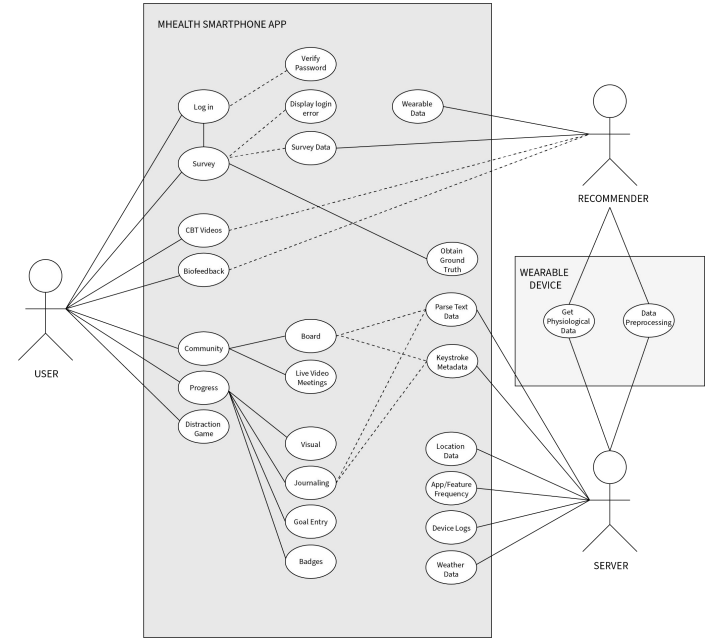 MHEALTH SMARTPHONE APP
Verify
Password
Log in
Display login
error
Wearable
Data
Survey Data
Survey
RECOMMENDER
CBT Videos
Obtain
Ground
Truth
Biofeedback
WEARABLE
DEVICE
Parse Text
Data
Get
Physiological
Data
Data
Preprocessing
Board
Community
Keystroke
Metadata
USER
Live Video
Meetings
Progress
Distraction
Game
Visual
Location
Data
Journaling
App/Feature
Frequency
Goal Entry
Device Logs
Badges
Weather
Data
SERVER